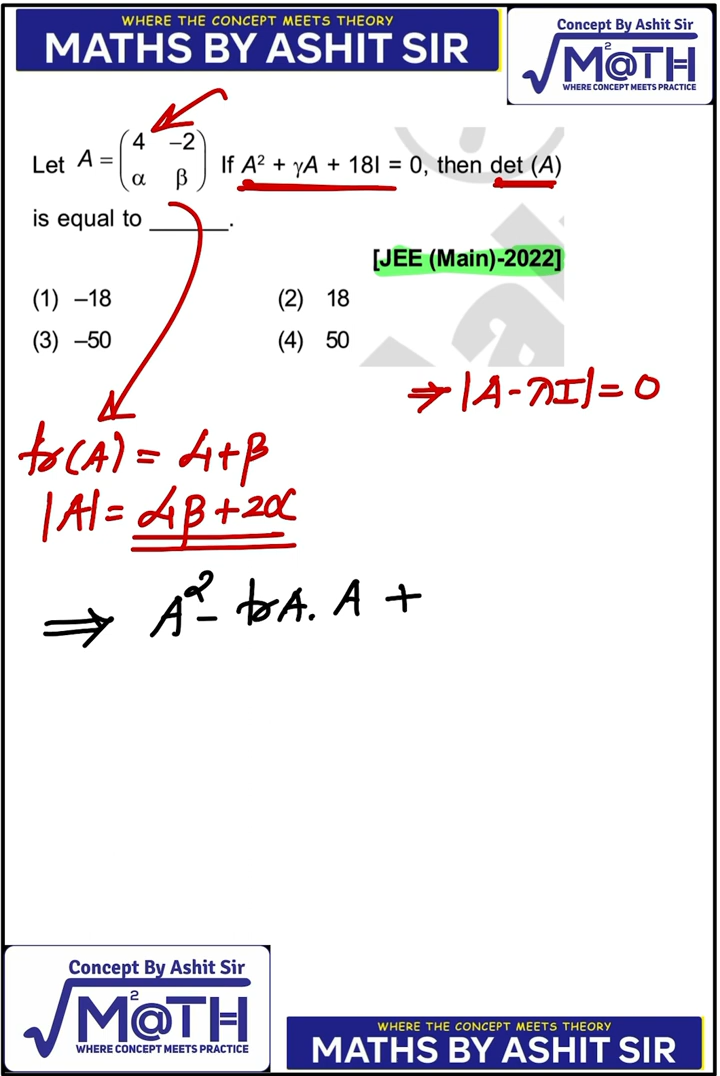 WHERE THE CONCEPT MEETS THEORY
MATHS BY ASHIT SIR
Concept By Ashit Sir
√M²@TH
WHERE CONCEPT MEETS PRACTICE
Let A = (4 −2
α β) If A² + γA + 18I = 0, then det (A)
is equal to ______.
[JEE (Main)-2022]
(1) –18 (2) 18
(3) –50 (4) 50
⇒ |A - λI| = 0
tr(A) = 4+β
|A| = 4β+2α
⇒ A² - trA. A +
Concept By Ashit Sir
√M²@TH
WHERE CONCEPT MEETS PRACTICE
WHERE THE CONCEPT MEETS THEORY
MATHS BY ASHIT SIR